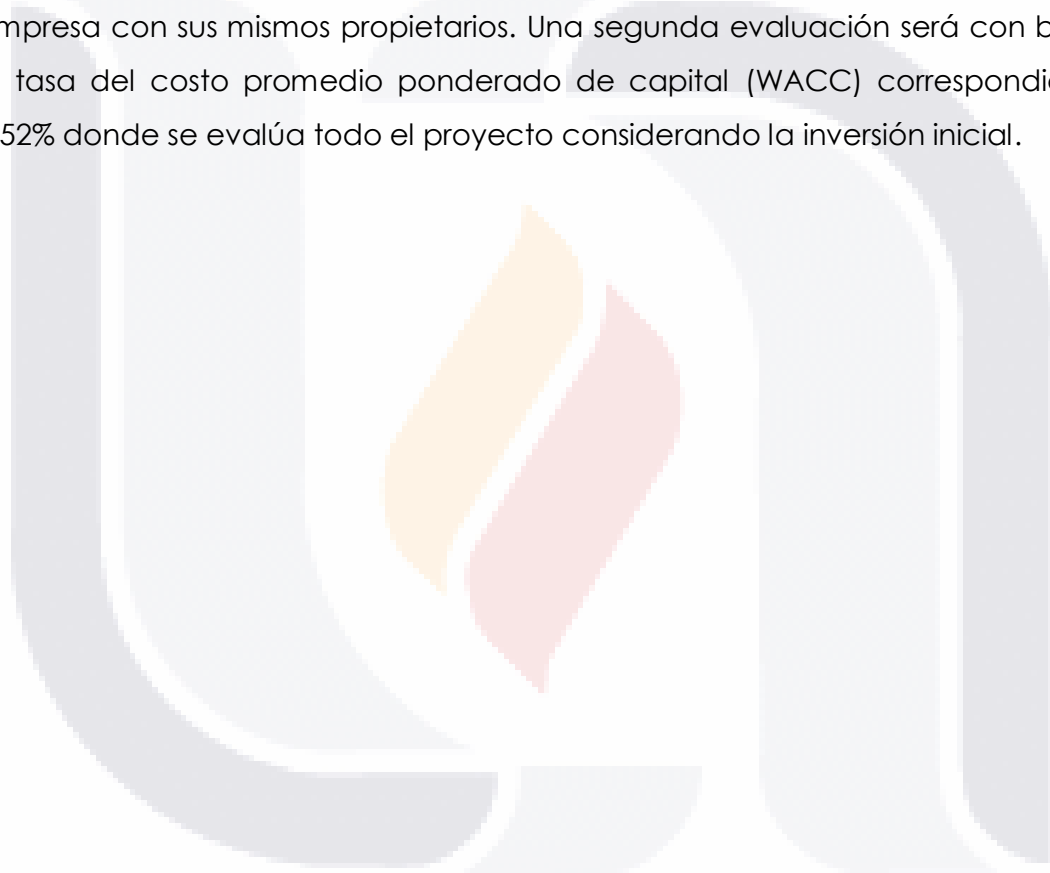 mpresa con sus mismos propietarios. Una segunda evaluación será con b
tasa del costo promedio ponderado de capital (WACC) correspondi
52% donde se evalúa todo el proyecto considerando la inversión inicial.